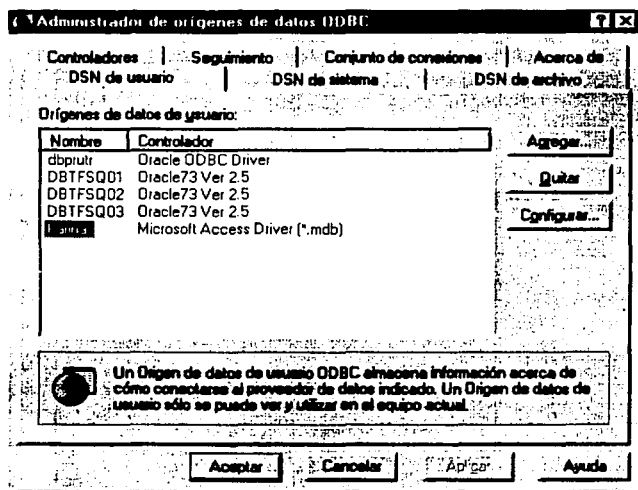 Administrador de orígenes de datos ODBC
Controladores Seguimiento Conjunto de conexiones Acerca de
DSN de usuario DSN de sistema DSN de archivo
Orígenes de datos de usuario:
Nombre Controlador
dbprutr Oracle ODBC Driver
DBTFSQ01 Oracle73 Ver 2.5
DBTFSQ02 Oracle73 Ver 2.5
DBTFSQ03 Oracle73 Ver 2.5
Microsoft Access Driver (*.mdb)
Agregar...
Quitar
Configurar...
Un Origen de datos de usuario ODBC almacena información acerca de
cómo conectarse al proveedor de datos indicado. Un Origen de datos de
usuario sólo se puede ver y utilizar en el equipo actual.
Aceptar Cancelar Aplicar Ayuda